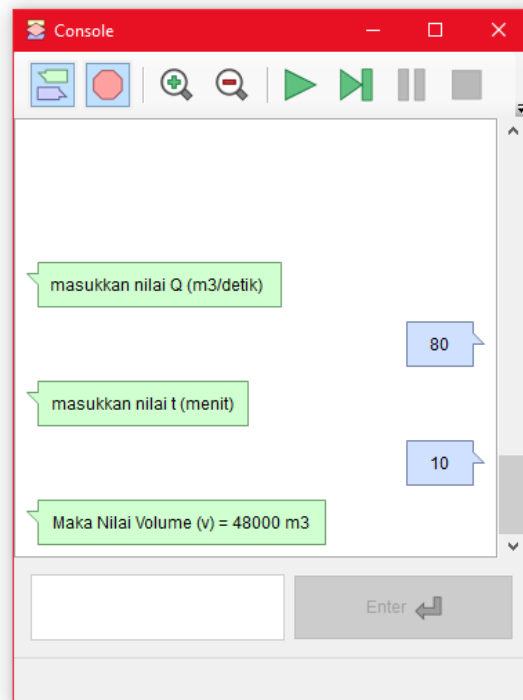 Console
masukkan nilai Q (m3/detik)
80
masukkan nilai t (menit)
10
Maka Nilai Volume (v) = 48000 m3
Enter